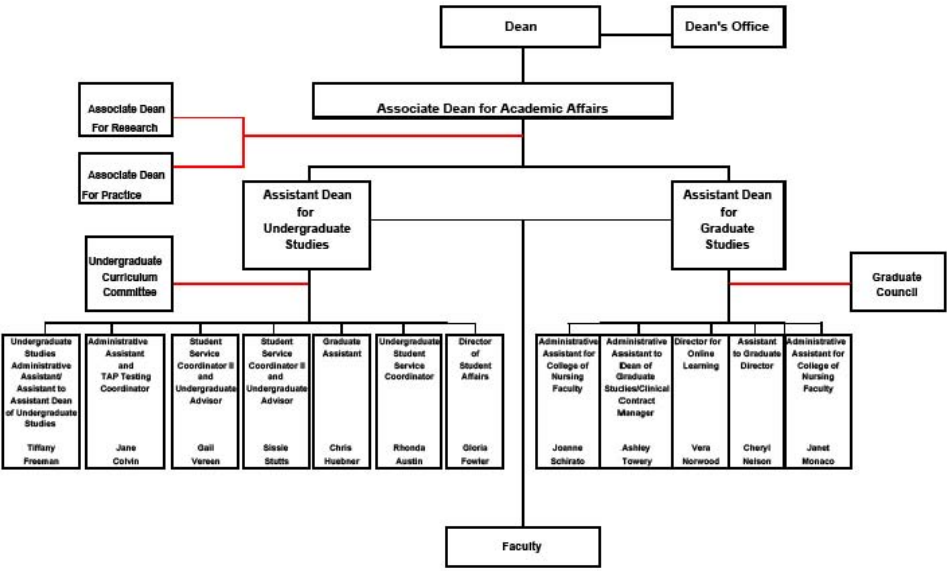 Dean
Dean's Office
Associate Dean for Academic Affairs
Associate Dean
For Research
Associate Dean
For Practice
Assistant Dean
for
Undergraduate
Studies
Assistant Dean
for
Graduate
Studies
Undergraduate
Curriculum
Committee
Graduate
Council
Undergraduate
Studies
Administrative
Assistant/
Assistant to
Assistant Dean
of Undergraduate
Studies
Tiffany
Freeman
Administrative
Assistant
and
TAP Testing
Coordinator
Jane
Colvin
Student
Service
Coordinator II
and
Undergraduate
Advisor
Gail
Vereen
Student
Service
Coordinator II
and
Undergraduate
Advisor
Sissie
Stutts
Graduate
Assistant
Chris
Huebner
Undergraduate
Student
Service
Coordinator
Rhonda
Austin
Director
of
Student
Affairs
Gloria
Fowler
Administrative
Assistant for
College of
Nursing
Faculty
Joanne
Schirato
Administrative
Assistant to
Dean of
Graduate
Studies/Clinical
Contract
Manager
Ashley
Towery
Director for
Online
Learning
Vera
Norwood
Assistant
to Graduate
Director
Cheryl
Nelson
Administrative
Assistant for
College of
Nursing
Faculty
Janet
Monaco
Faculty